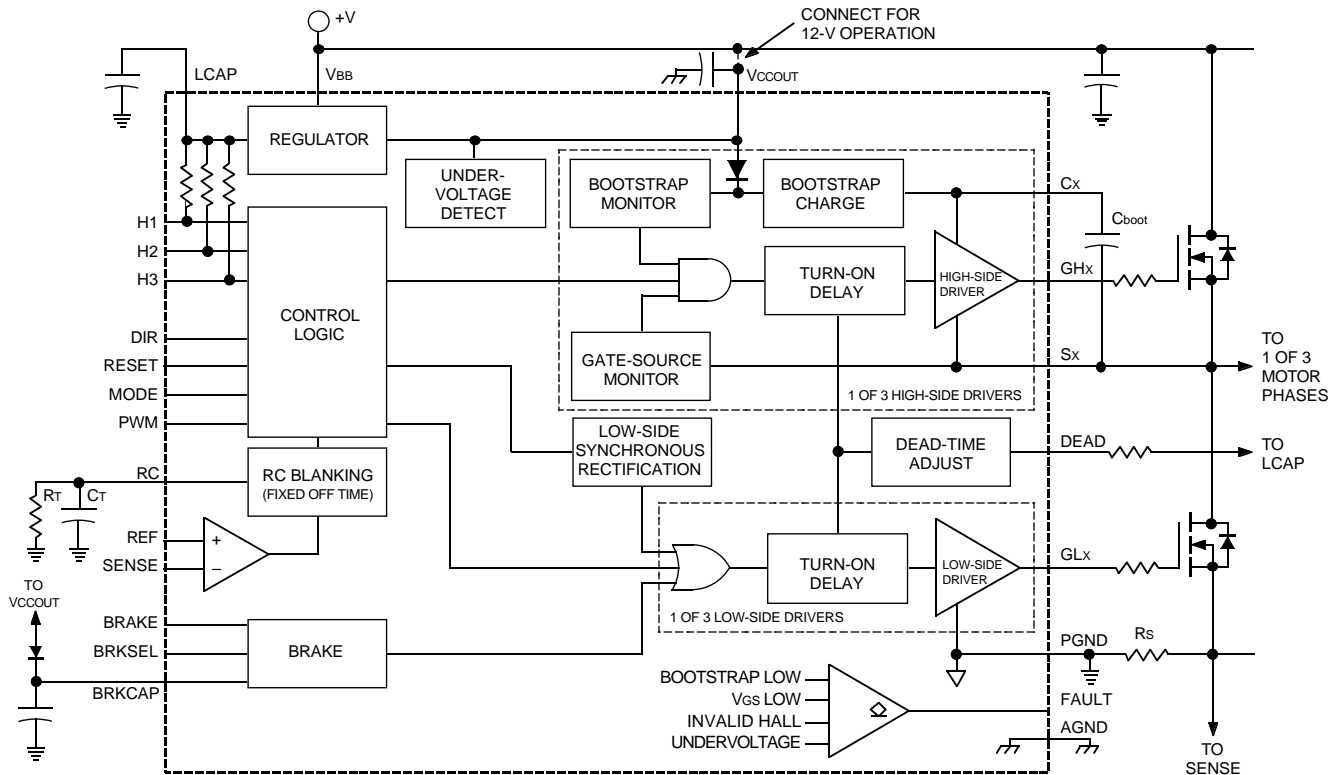 +V
CONNECT FOR
12-V OPERATION
LCAP
VBB
VCCOUT
REGULATOR
UNDER-
VOLTAGE
DETECT
BOOTSTRAP
MONITOR
BOOTSTRAP
CHARGE
CX
Cboot
H1
H2
H3
CONTROL
LOGIC
TURN-ON
DELAY
HIGH-SIDE
DRIVER
GHX
DIR
RESET
MODE
PWM
GATE-SOURCE
MONITOR
SX
1 OF 3 HIGH-SIDE DRIVERS
TO
1 OF 3
MOTOR
PHASES
LOW-SIDE
SYNCHRONOUS
RECTIFICATION
DEAD-TIME
ADJUST
DEAD
TO
LCAP
RC
RC BLANKING
(FIXED OFF TIME)
RT
CT
REF
+
SENSE
–
TURN-ON
DELAY
LOW-SIDE
DRIVER
GLX
1 OF 3 LOW-SIDE DRIVERS
TO
VCCOUT
BRAKE
BRKSEL
BRKCAP
BRAKE
PGND
RS
BOOTSTRAP LOW
VGS LOW
INVALID HALL
UNDERVOLTAGE
FAULT
AGND
TO
SENSE